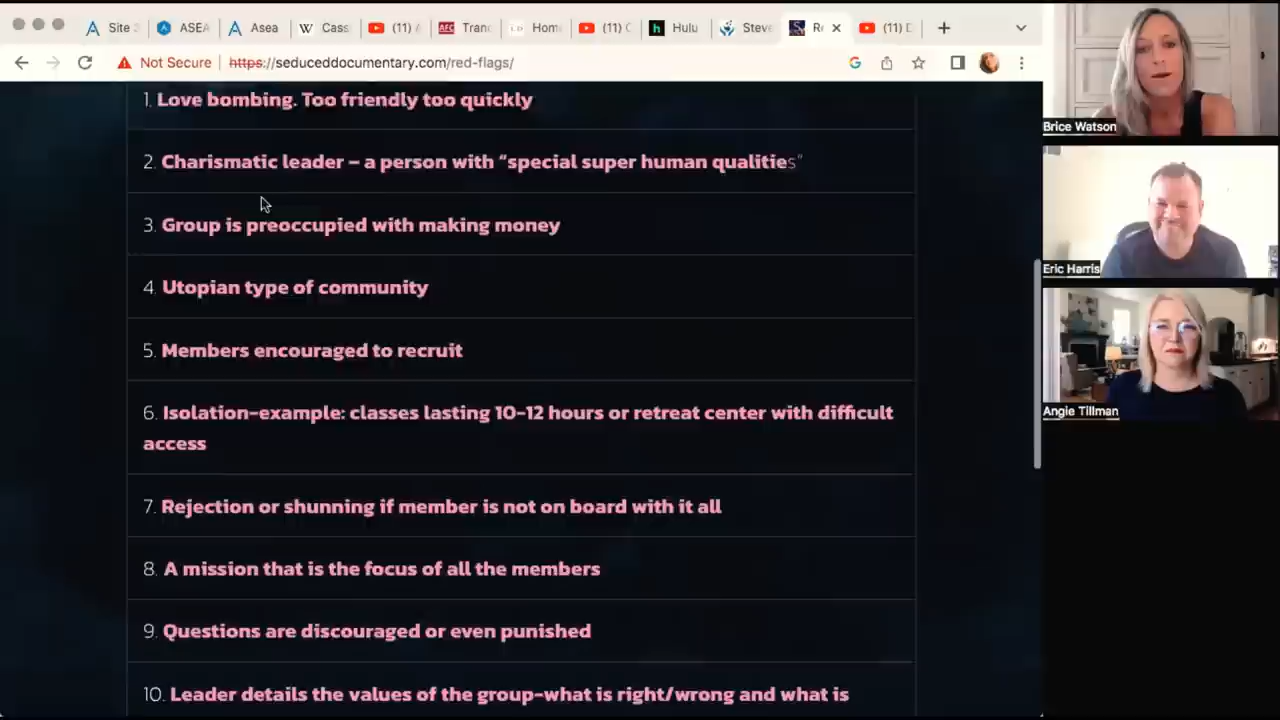 Site
ASEA
Asea
W Cass
(11)
AFC Tran
Home
(11) C
h Hulu
Steve
Re
(11) D
Not Secure https://seduceddocumentary.com/red-flags/
1. Love bombing. Too friendly too quickly
2. Charismatic leader – a person with “special super human qualities”
3. Group is preoccupied with making money
4. Utopian type of community
5. Members encouraged to recruit
6. Isolation-example: classes lasting 10-12 hours or retreat center with difficult
access
7. Rejection or shunning if member is not on board with it all
8. A mission that is the focus of all the members
9. Questions are discouraged or even punished
10. Leader details the values of the group-what is right/wrong and what is
Brice Watson
Eric Harris
Angie Tillman